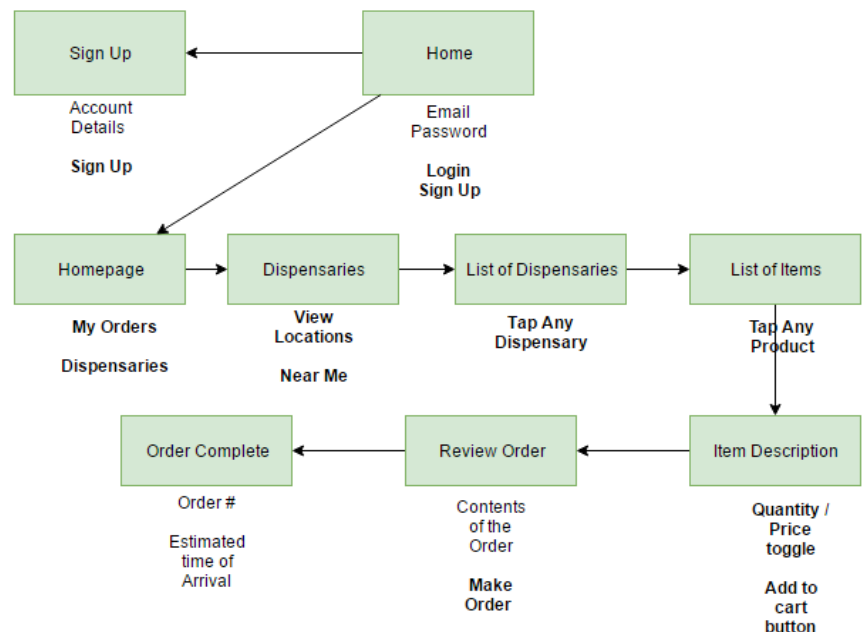 Sign Up
Home
Account
Details
Sign Up
Email
Password
Login
Sign Up
Homepage
Dispensaries
List of Dispensaries
List of Items
My Orders
Dispensaries
View
Locations
Near Me
Tap Any
Dispensary
Tap Any
Product
Order Complete
Review Order
Item Description
Order #
Estimated
time of
Arrival
Contents
of the
Order
Make
Order
Quantity /
Price
toggle
Add to
cart
button